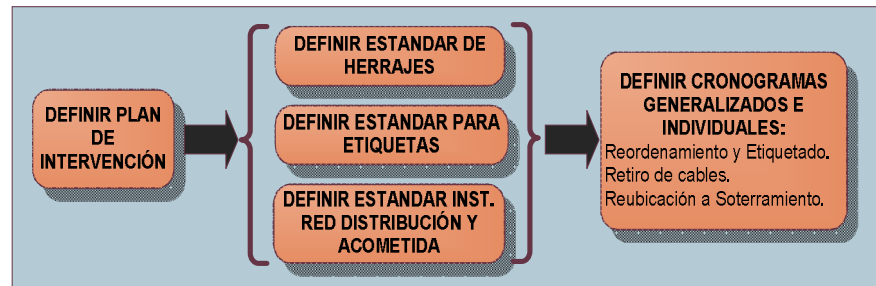 DEFINIR PLAN
DE
INTERVENCIÓN
DEFINIR ESTANDAR DE
HERRAJES
DEFINIR ESTANDAR PARA
ETIQUETAS
DEFINIR ESTANDAR INST.
RED DISTRIBUCIÓN Y
ACOMETIDA
DEFINIR CRONOGRAMAS
GENERALIZADOS E
INDIVIDUALES:
Reordenamiento y Etiquetado.
Retiro de cables.
Reubicación a Soterramiento.